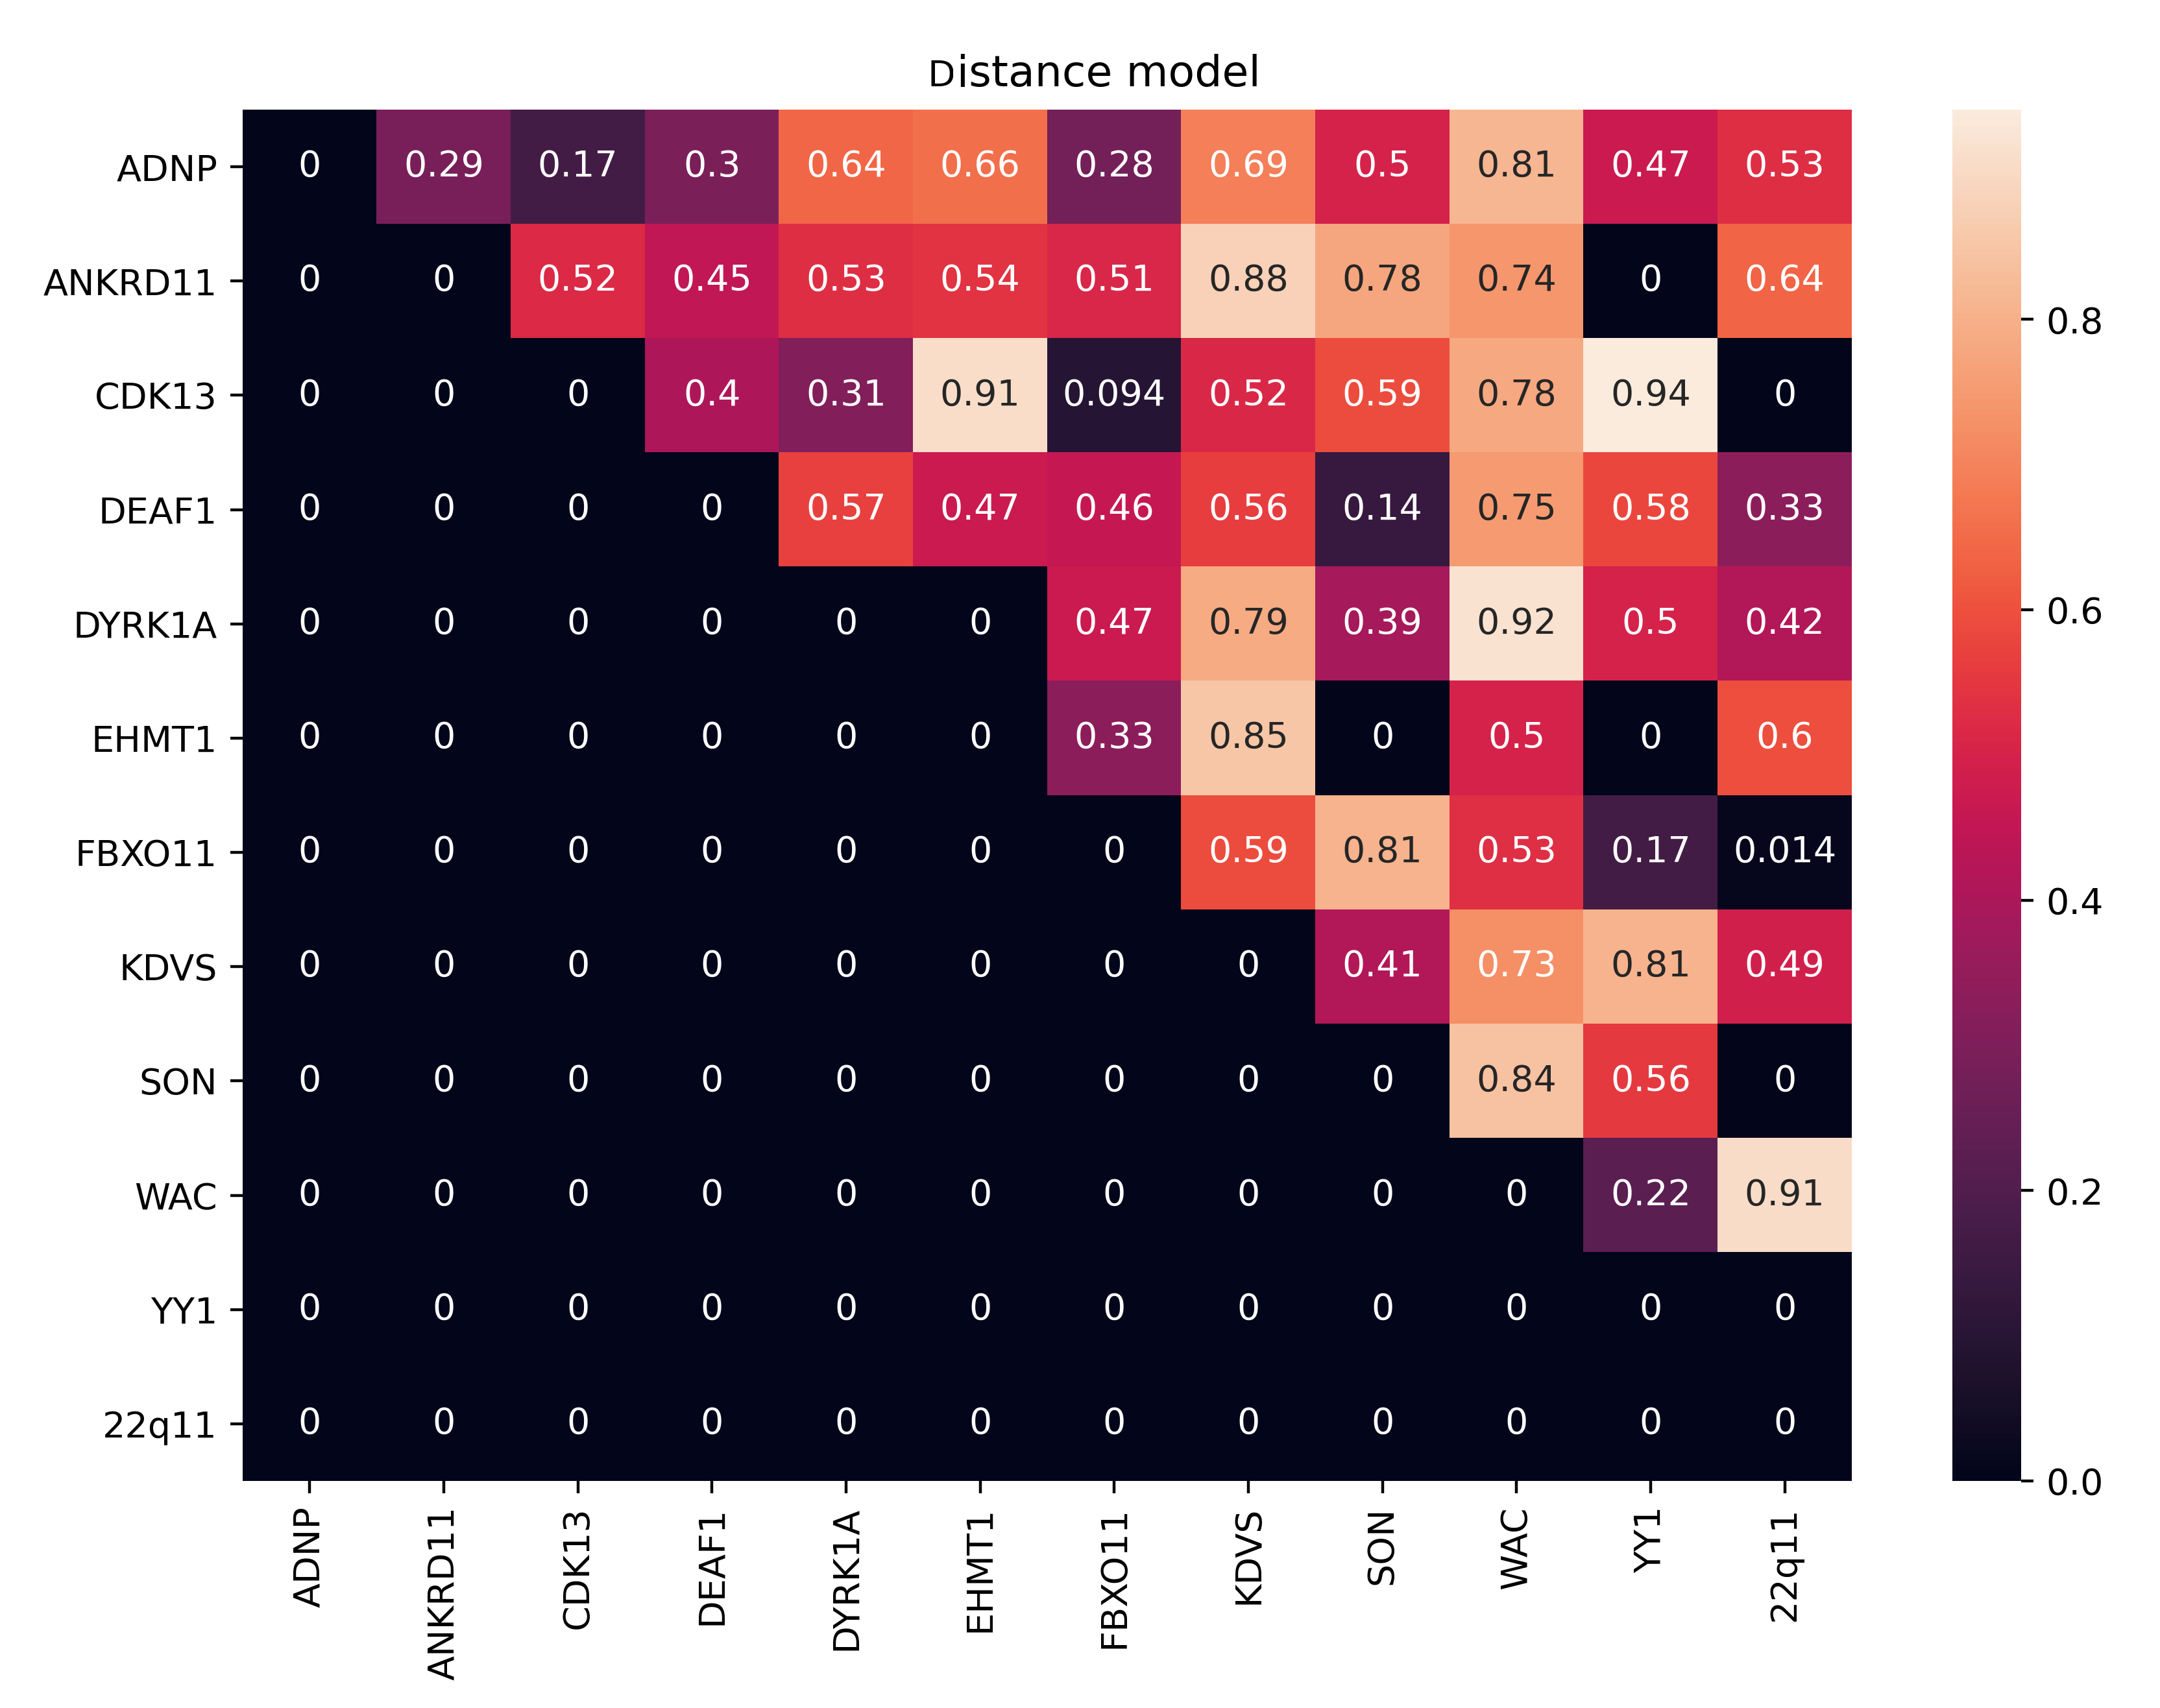 Distance model
ADNP 0 0.29 0.17 0.3 0.64 0.66 0.28 0.69 0.5 0.81 0.47 0.53
ANKRD11 0 0 0.52 0.45 0.53 0.54 0.51 0.88 0.78 0.74 0 0.64
0.8
CDK13 0 0 0 0.4 0.31 0.91 0.094 0.52 0.59 0.78 0.94 0
DEAF1 0 0 0 0 0.57 0.47 0.46 0.56 0.14 0.75 0.58 0.33
DYRK1A 0 0 0 0 0 0 0.47 0.79 0.39 0.92 0.5 0.42
0.6
EHMT1 0 0 0 0 0 0 0.33 0.85 0 0.5 0 0.6
FBXO11 0 0 0 0 0 0 0 0.59 0.81 0.53 0.17 0.014
0.4
KDVS 0 0 0 0 0 0 0 0 0.41 0.73 0.81 0.49
SON 0 0 0 0 0 0 0 0 0 0.84 0.56 0
WAC 0 0 0 0 0 0 0 0 0 0 0.22 0.91
0.2
YY1 0 0 0 0 0 0 0 0 0 0 0 0
22q11 0 0 0 0 0 0 0 0 0 0 0 0
0.0
ADNP
ANKRD11
CDK13
DEAF1
DYRK1A
EHMT1
FBXO11
KDVS
SON
WAC
YY1
22q11